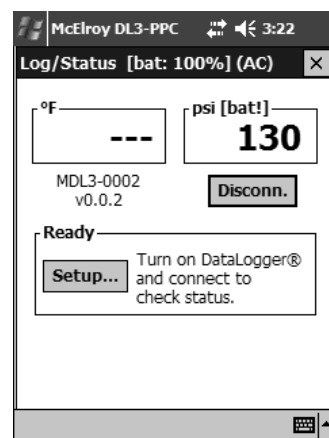 McElroy DL3-PPC 3:22
Log/Status [bat: 100%] (AC)
°F
psi [bat!]
---
130
MDL3-0002
v0.0.2
Disconn.
Ready
Setup...
Turn on DataLogger®
and connect to
check status.